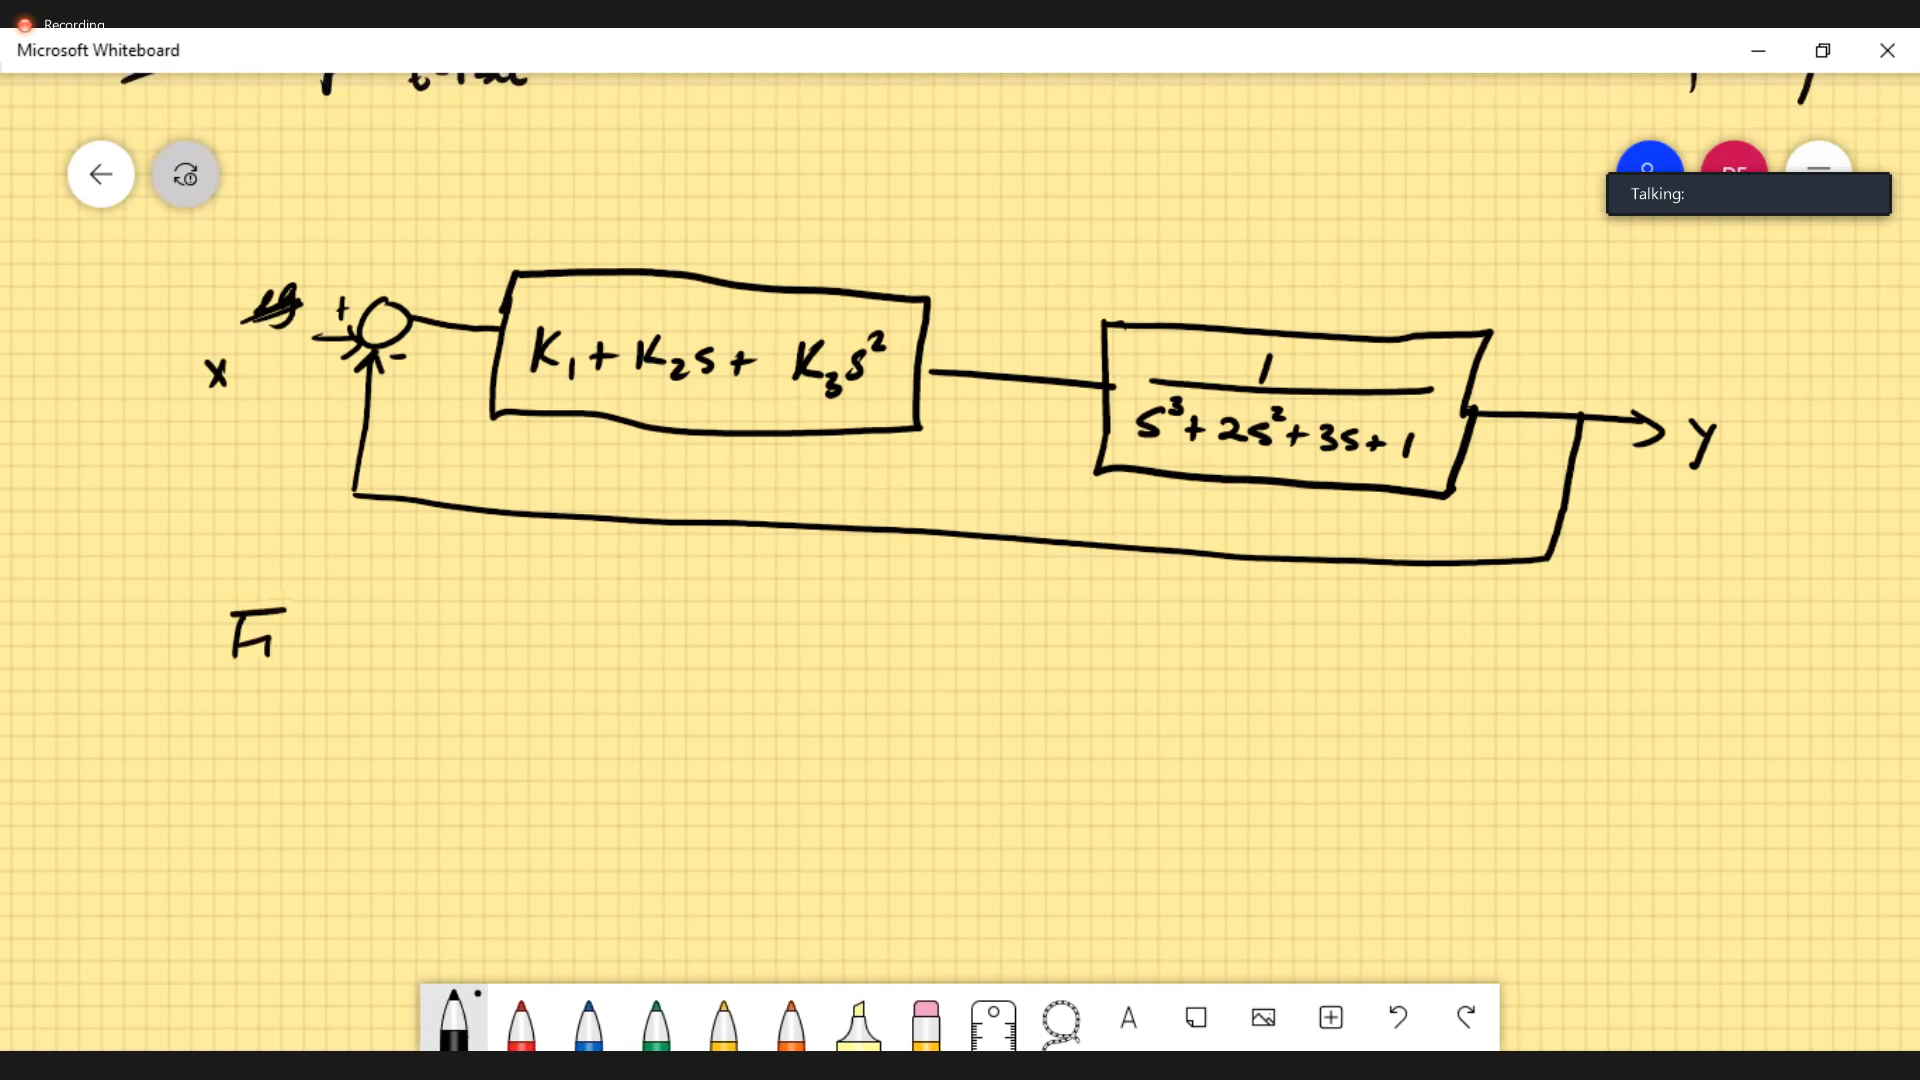 Recording
Microsoft Whiteboard
Talking:
+
x
-
K₁ + K₂s + K₃s²
1
s³ + 2s² + 3s + 1
y
A